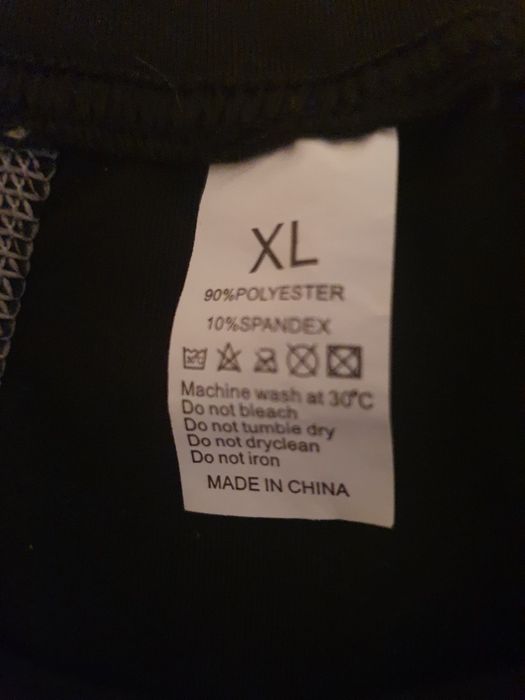 XL
90%POLYESTER
10%SPANDEX
30°C
Machine wash at 30°C
Do not bleach
Do not tumble dry
Do not dryclean
Do not iron
MADE IN CHINA